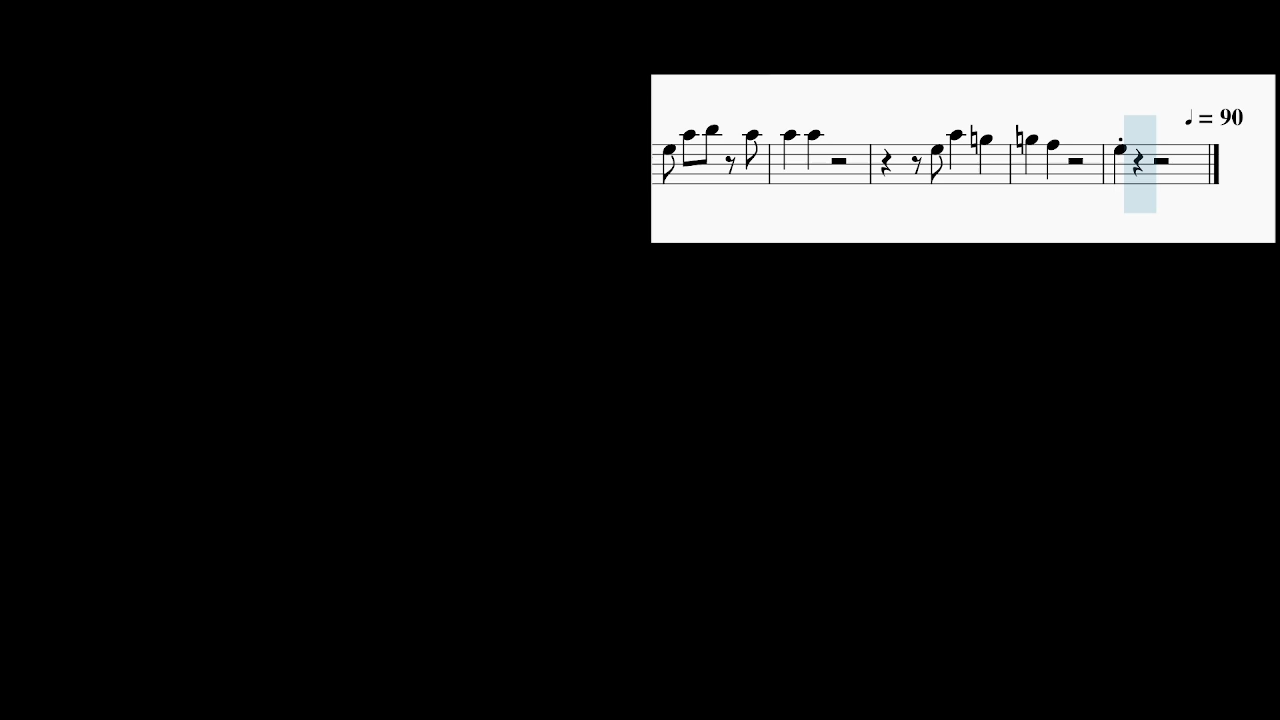 ♩ = 90